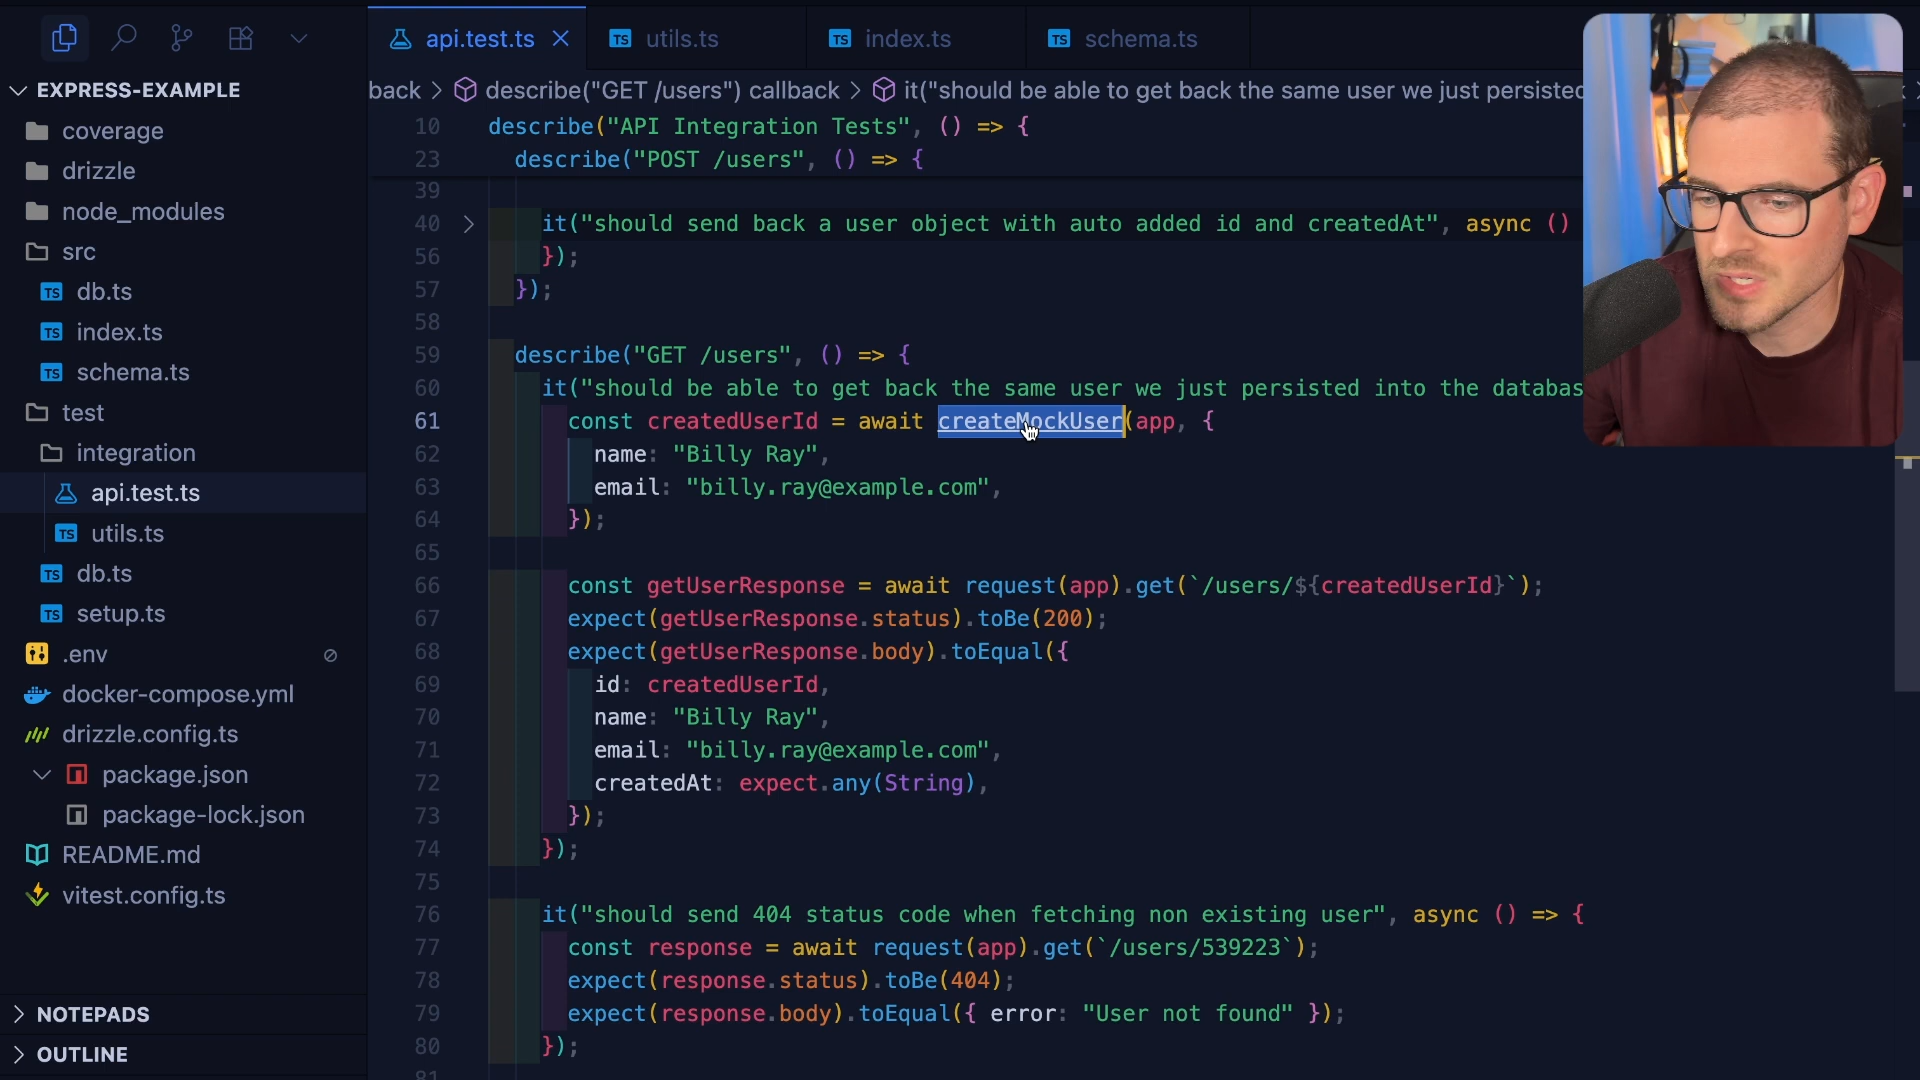 api.test.ts
utils.ts
index.ts
schema.ts
EXPRESS-EXAMPLE
coverage
drizzle
node_modules
src
db.ts
index.ts
schema.ts
test
integration
api.test.ts
utils.ts
db.ts
setup.ts
.env
docker-compose.yml
drizzle.config.ts
package.json
package-lock.json
README.md
vitest.config.ts
NOTEPADS
OUTLINE
back > describe("GET /users") callback > it("should be able to get back the same user we just persisted
10 describe("API Integration Tests", () => {
23 describe("POST /users", () => {
39
40 it("should send back a user object with auto added id and createdAt", async ()
56 });
57 });
58
59 describe("GET /users", () => {
60 it("should be able to get back the same user we just persisted into the databas
61 const createdUserId = await createMockUser(app, {
62 name: "Billy Ray",
63 email: "billy.ray@example.com",
64 });
65
66 const getUserResponse = await request(app).get(`/users/${createdUserId}`);
67 expect(getUserResponse.status).toBe(200);
68 expect(getUserResponse.body).toEqual({
69 id: createdUserId,
70 name: "Billy Ray",
71 email: "billy.ray@example.com",
72 createdAt: expect.any(String),
73 });
74 });
75
76 it("should send 404 status code when fetching non existing user", async () => {
77 const response = await request(app).get(`/users/539223`);
78 expect(response.status).toBe(404);
79 expect(response.body).toEqual({ error: "User not found" });
80 });
81